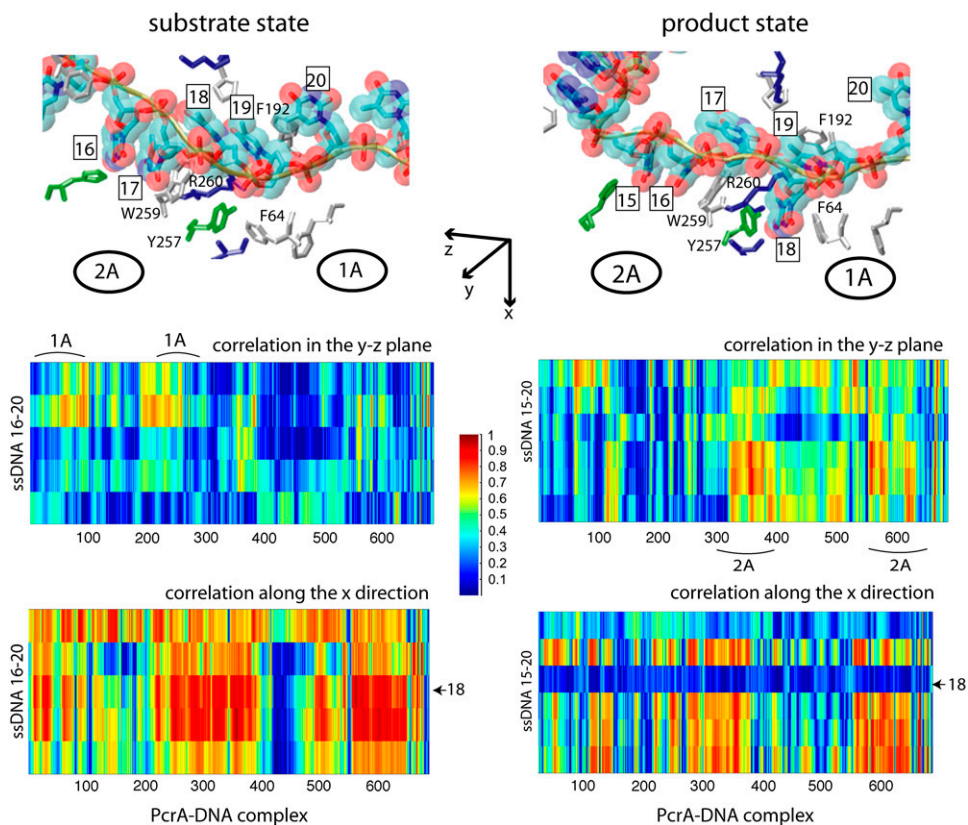 substrate state
product state
20
18
19
F192
16
17
R260
W259
Y257
F64
2A
1A
z
y
x
20
17
19
F192
R260
15
16
W259
Y257
F64
18
2A
1A
1A
1A
correlation in the y-z plane
ssDNA 16-20
100 200 300 400 500 600
1
0.9
0.8
0.7
0.6
0.5
0.4
0.3
0.2
0.1
correlation in the y-z plane
ssDNA 15-20
100 200 300 400 500 600
2A
2A
correlation along the x direction
ssDNA 16-20
18
100 200 300 400 500 600
PcrA-DNA complex
correlation along the x direction
ssDNA 15-20
18
100 200 300 400 500 600
PcrA-DNA complex